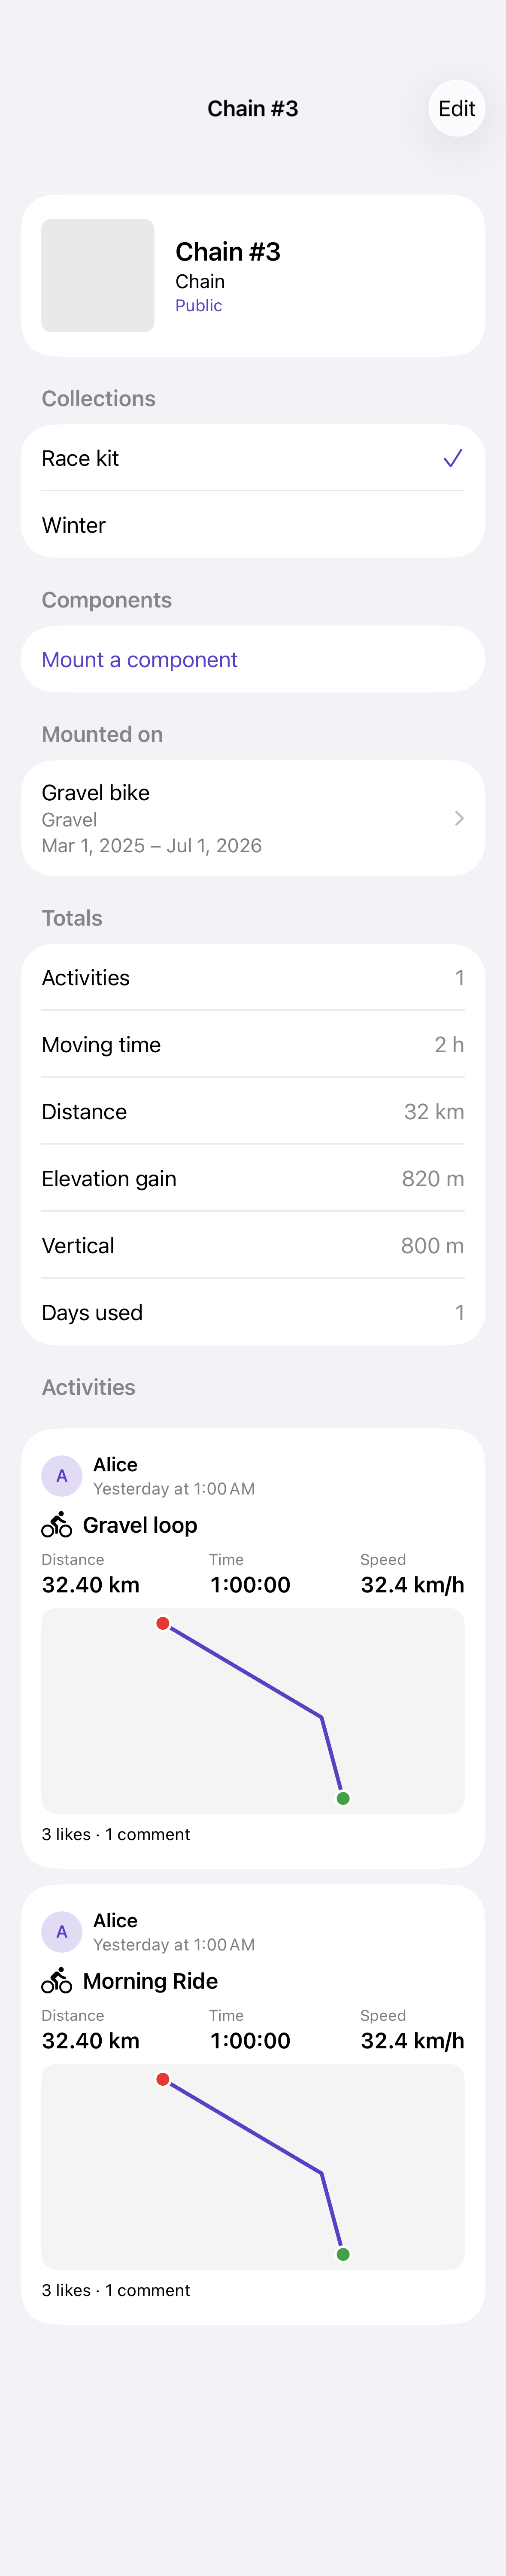 Chain #3
Edit
Chain #3
Chain
Public
Collections
Race kit
Winter
Components
Mount a component
Mounted on
Gravel bike
Gravel
Mar 1, 2025 – Jul 1, 2026
Totals
Activities 1
Moving time 2 h
Distance 32 km
Elevation gain 820 m
Vertical 800 m
Days used 1
Activities
A
Alice
Yesterday at 1:00 AM
Gravel loop
Distance Time Speed
32.40 km 1:00:00 32.4 km/h
3 likes · 1 comment
A
Alice
Yesterday at 1:00 AM
Morning Ride
Distance Time Speed
32.40 km 1:00:00 32.4 km/h
3 likes · 1 comment